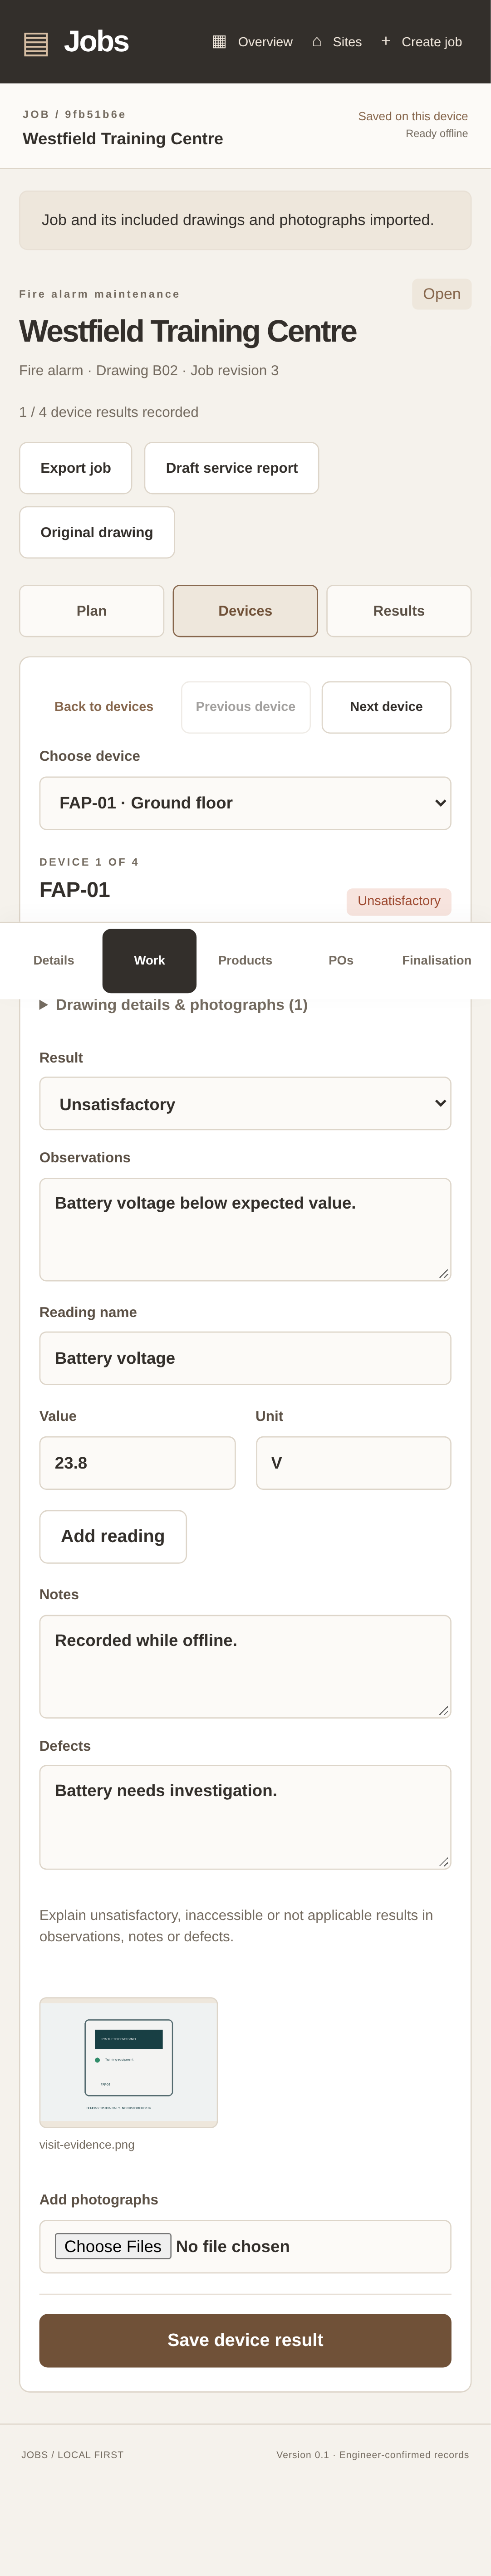 Jobs
Overview
Sites
+ Create job
JOB / 9fb51b6e
Westfield Training Centre
Saved on this device
Ready offline
Job and its included drawings and photographs imported.
Fire alarm maintenance
Open
Westfield Training Centre
Fire alarm · Drawing B02 · Job revision 3
1 / 4 device results recorded
Export job
Draft service report
Original drawing
Plan
Devices
Results
Back to devices
Previous device
Next device
Choose device
FAP-01 · Ground floor
DEVICE 1 OF 4
FAP-01
Unsatisfactory
Details
Work
Products
POs
Finalisation
Drawing details & photographs (1)
Result
Unsatisfactory
Observations
Battery voltage below expected value.
Reading name
Battery voltage
Value
Unit
23.8
V
Add reading
Notes
Recorded while offline.
Defects
Battery needs investigation.
Explain unsatisfactory, inaccessible or not applicable results in
observations, notes or defects.
visit-evidence.png
Add photographs
Choose Files No file chosen
Save device result
JOBS / LOCAL FIRST
Version 0.1 · Engineer-confirmed records